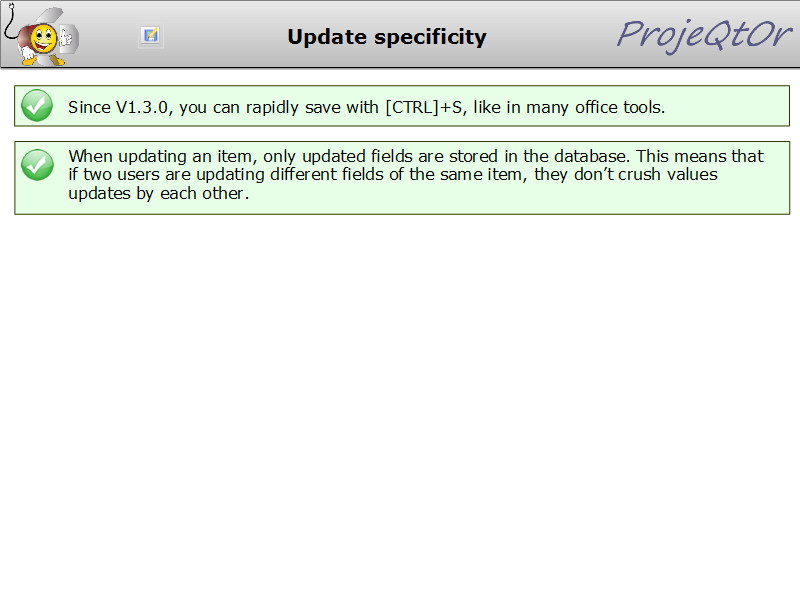 Update specificity
ProjeQtOr
Since V1.3.0, you can rapidly save with [CTRL]+S, like in many office tools.
When updating an item, only updated fields are stored in the database. This means that
if two users are updating different fields of the same item, they don’t crush values
updates by each other.